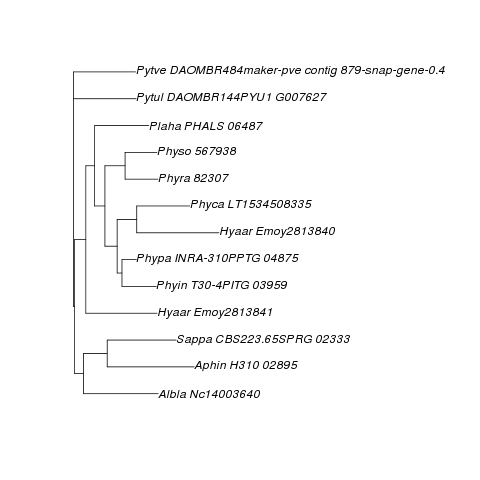 Pytve DAOMBR484maker-pve contig 879-snap-gene-0.4
Pytul DAOMBR144PYU1 G007627
Plaha PHALS 06487
Physo 567938
Phyra 82307
Phyca LT1534508335
Hyaar Emoy2813840
Phypa INRA-310PPTG 04875
Phyin T30-4PITG 03959
Hyaar Emoy2813841
Sappa CBS223.65SPRG 02333
Aphin H310 02895
Albla Nc14003640